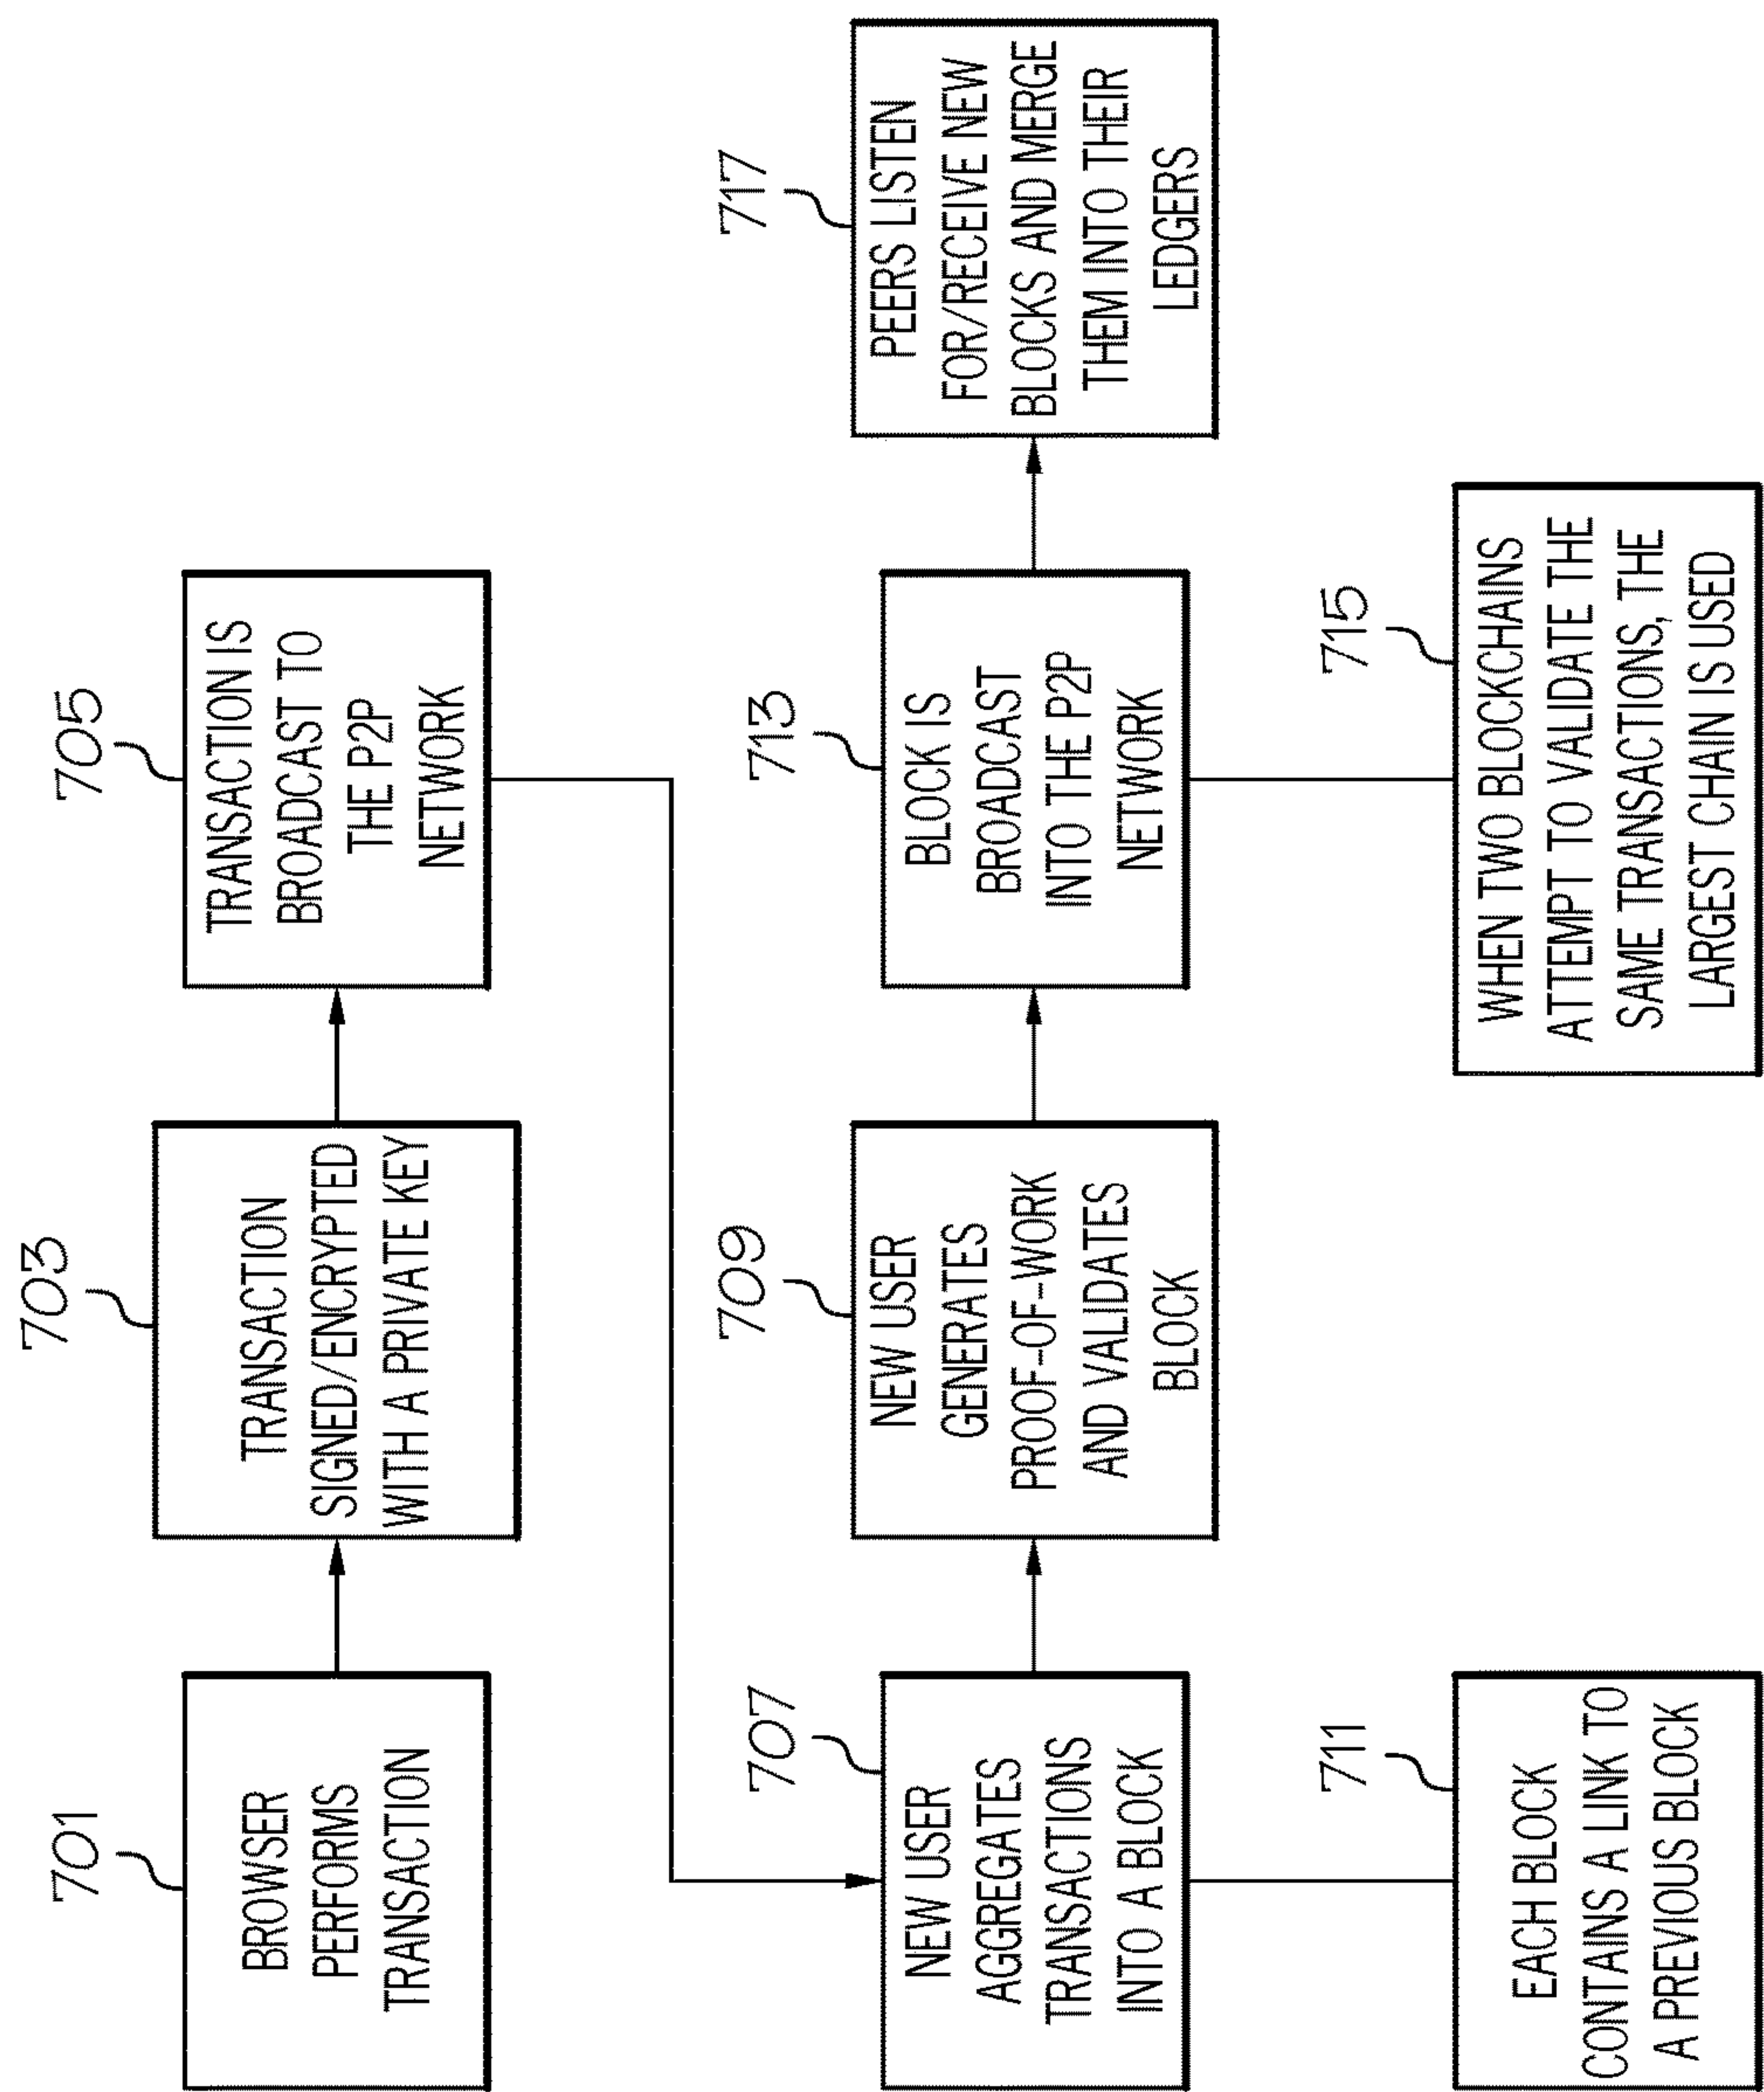 701
BROWSER
PERFORMS
TRANSACTION
703
TRANSACTION
SIGNED/ENCRYPTED
WITH A PRIVATE KEY
705
TRANSACTION IS
BROADCAST TO
THE P2P
NETWORK
707
NEW USER
AGGREGATES
TRANSACTIONS
INTO A BLOCK
709
NEW USER
GENERATES
PROOF-OF-WORK
AND VALIDATES
BLOCK
713
BLOCK IS
BROADCAST
INTO THE P2P
NETWORK
717
PEERS LISTEN
FOR/RECEIVE NEW
BLOCKS AND MERGE
THEM INTO THEIR
LEDGERS
711
EACH BLOCK
CONTAINS A LINK TO
A PREVIOUS BLOCK
715
WHEN TWO BLOCKCHAINS
ATTEMPT TO VALIDATE THE
SAME TRANSACTIONS, THE
LARGEST CHAIN IS USED